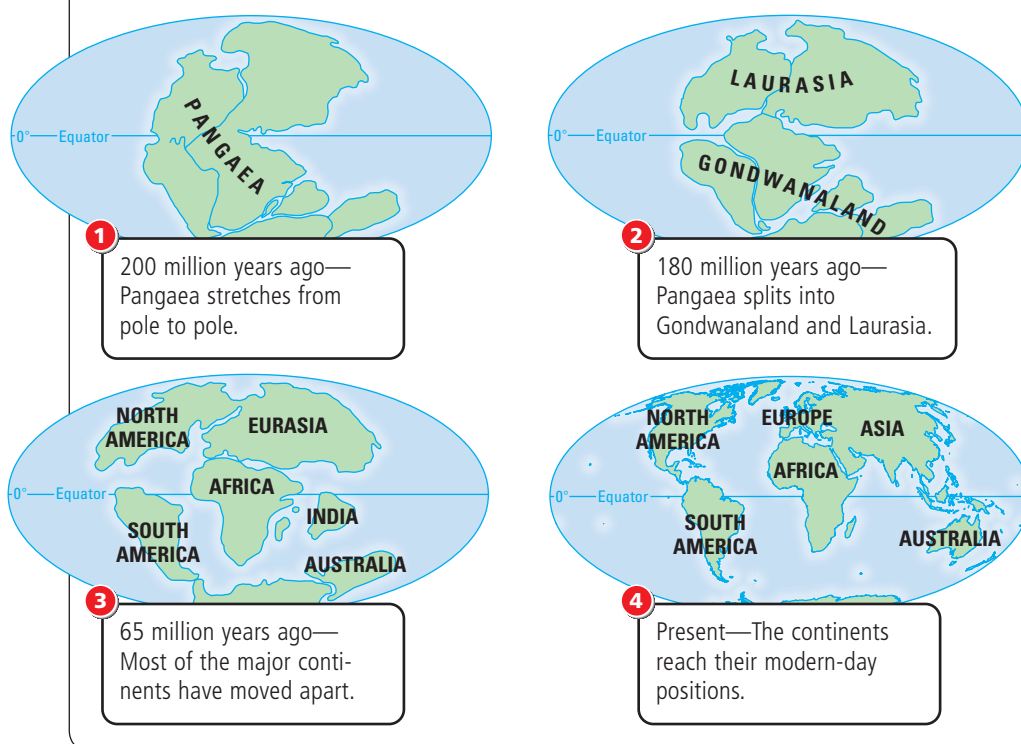 PANGAEA
0°
Equator
1
200 million years ago—
Pangaea stretches from
pole to pole.
LAURASIA
0°
Equator
GONDWANALAND
2
180 million years ago—
Pangaea splits into
Gondwanaland and Laurasia.
NORTH
AMERICA
EURASIA
AFRICA
0°
Equator
INDIA
SOUTH
AMERICA
AUSTRALIA
3
65 million years ago—
Most of the major conti-
nents have moved apart.
NORTH
AMERICA
EUROPE
ASIA
AFRICA
0°
Equator
SOUTH
AMERICA
AUSTRALIA
4
Present—The continents
reach their modern-day
positions.